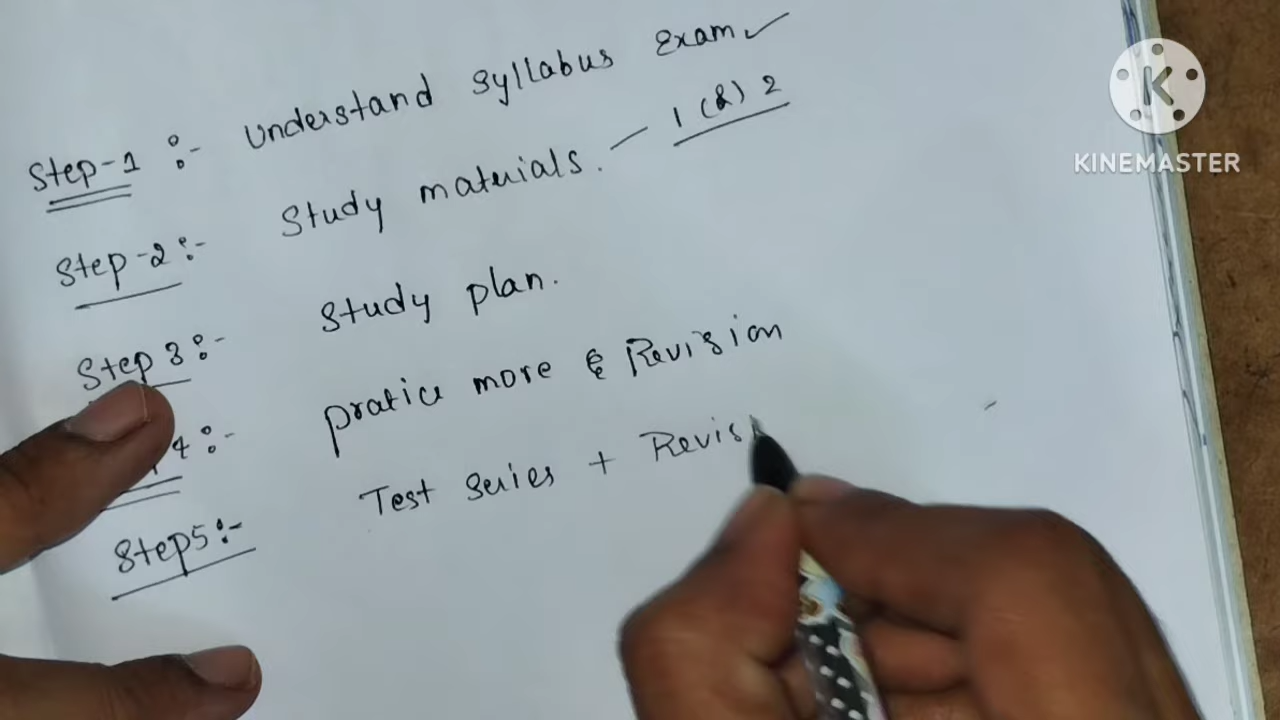 Step-1 :- Understand syllabus Exam ✓
Step-2 :- Study materials. — 1 (&) 2
Step 3 :- Study plan.
4 :- pratice more & Revision
Step5 :- Test series + Revis
K
KINEMASTER